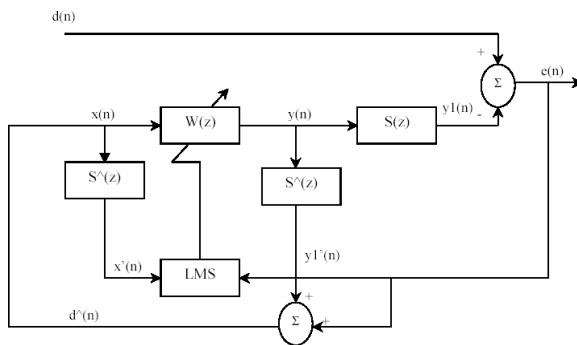 d(n)
+
Σ
e(n)
x(n)
W(z)
y(n)
S(z)
y1(n)
-
S^(z)
S^(z)
x'(n)
LMS
y1'(n)
+
d^(n)
Σ
+